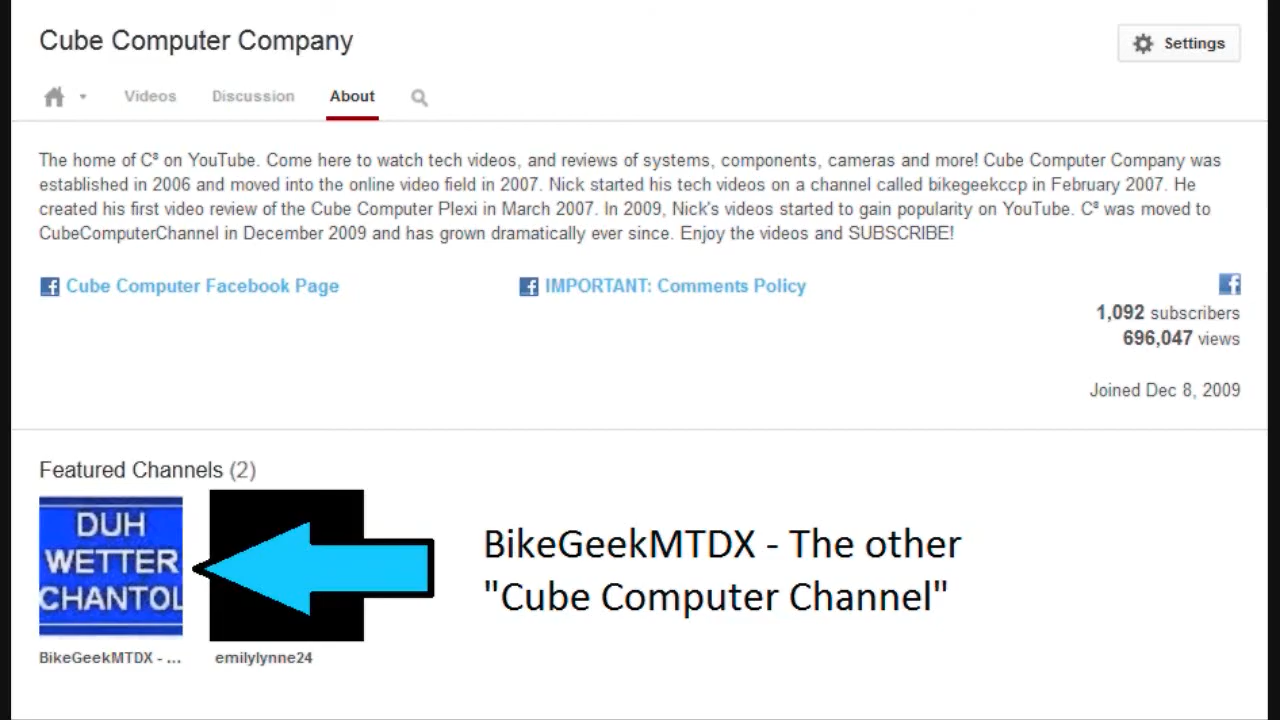 Cube Computer Company
Settings
Videos
Discussion
About
The home of C³ on YouTube. Come here to watch tech videos, and reviews of systems, components, cameras and more! Cube Computer Company was
established in 2006 and moved into the online video field in 2007. Nick started his tech videos on a channel called bikegeekccp in February 2007. He
created his first video review of the Cube Computer Plexi in March 2007. In 2009, Nick's videos started to gain popularity on YouTube. C³ was moved to
CubeComputerChannel in December 2009 and has grown dramatically ever since. Enjoy the videos and SUBSCRIBE!
Cube Computer Facebook Page
IMPORTANT: Comments Policy
1,092 subscribers
696,047 views
Joined Dec 8, 2009
Featured Channels (2)
DUH
WETTER
CHANTOL
BikeGeekMTDX - The other
"Cube Computer Channel"
BikeGeekMTDX - ...
emilylynne24